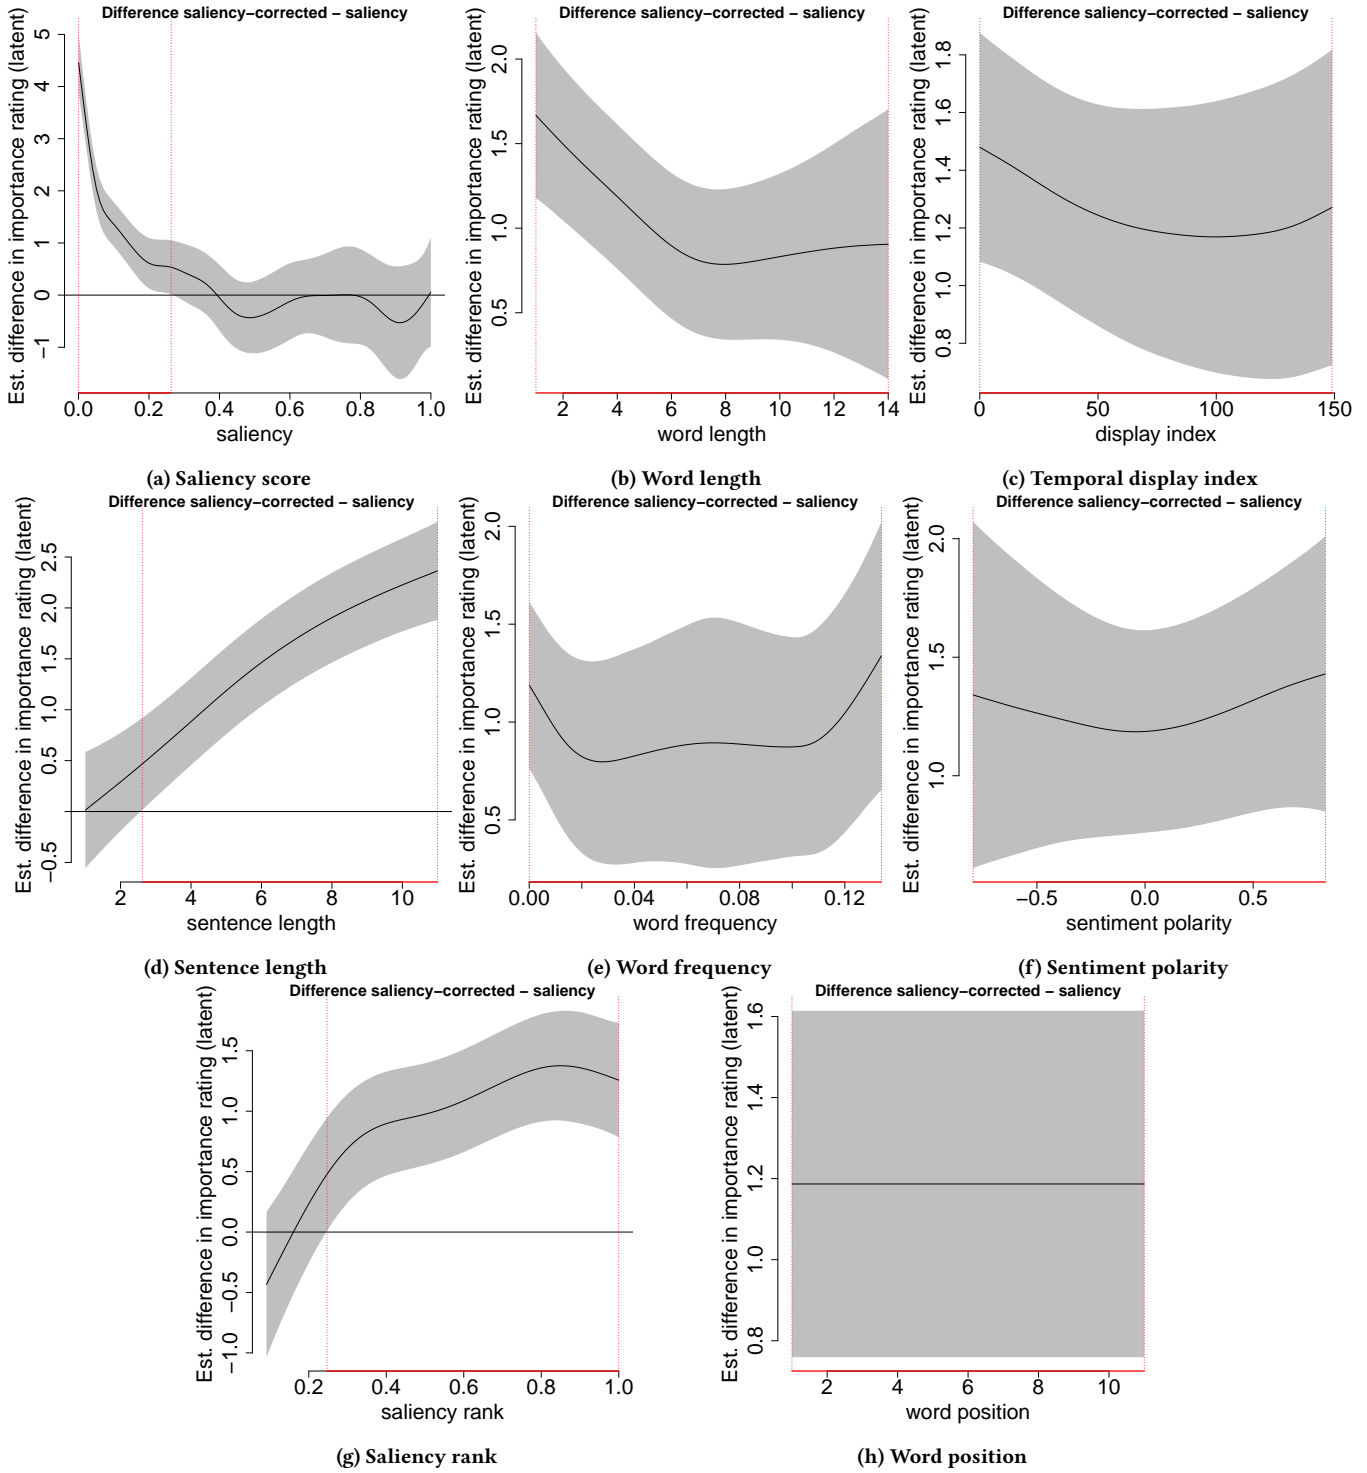 Difference saliency−corrected − saliency
Est. difference in importance rating (latent)
5
4
3
2
1
0
−1
0.0 0.2 0.4 0.6 0.8 1.0
saliency
(a) Saliency score
Difference saliency−corrected − saliency
Est. difference in importance rating (latent)
2.0
1.5
1.0
0.5
2 4 6 8 10 12 14
word length
(b) Word length
Difference saliency−corrected − saliency
Est. difference in importance rating (latent)
1.8
1.6
1.4
1.2
1.0
0.8
0 50 100 150
display index
(c) Temporal display index
Difference saliency−corrected − saliency
Est. difference in importance rating (latent)
2.5
2.0
1.5
1.0
0.5
−0.5
2 4 6 8 10
sentence length
(d) Sentence length
Difference saliency−corrected − saliency
Est. difference in importance rating (latent)
2.0
1.5
1.0
0.5
0.00 0.04 0.08 0.12
word frequency
(e) Word frequency
Difference saliency−corrected − saliency
Est. difference in importance rating (latent)
2.0
1.5
1.0
−0.5 0.0 0.5
sentiment polarity
(f) Sentiment polarity
Difference saliency−corrected − saliency
Est. difference in importance rating (latent)
1.5
1.0
0.5
0.0
−0.5
−1.0
0.2 0.4 0.6 0.8 1.0
saliency rank
(g) Saliency rank
Difference saliency−corrected − saliency
Est. difference in importance rating (latent)
1.6
1.4
1.2
1.0
0.8
2 4 6 8 10
word position
(h) Word position